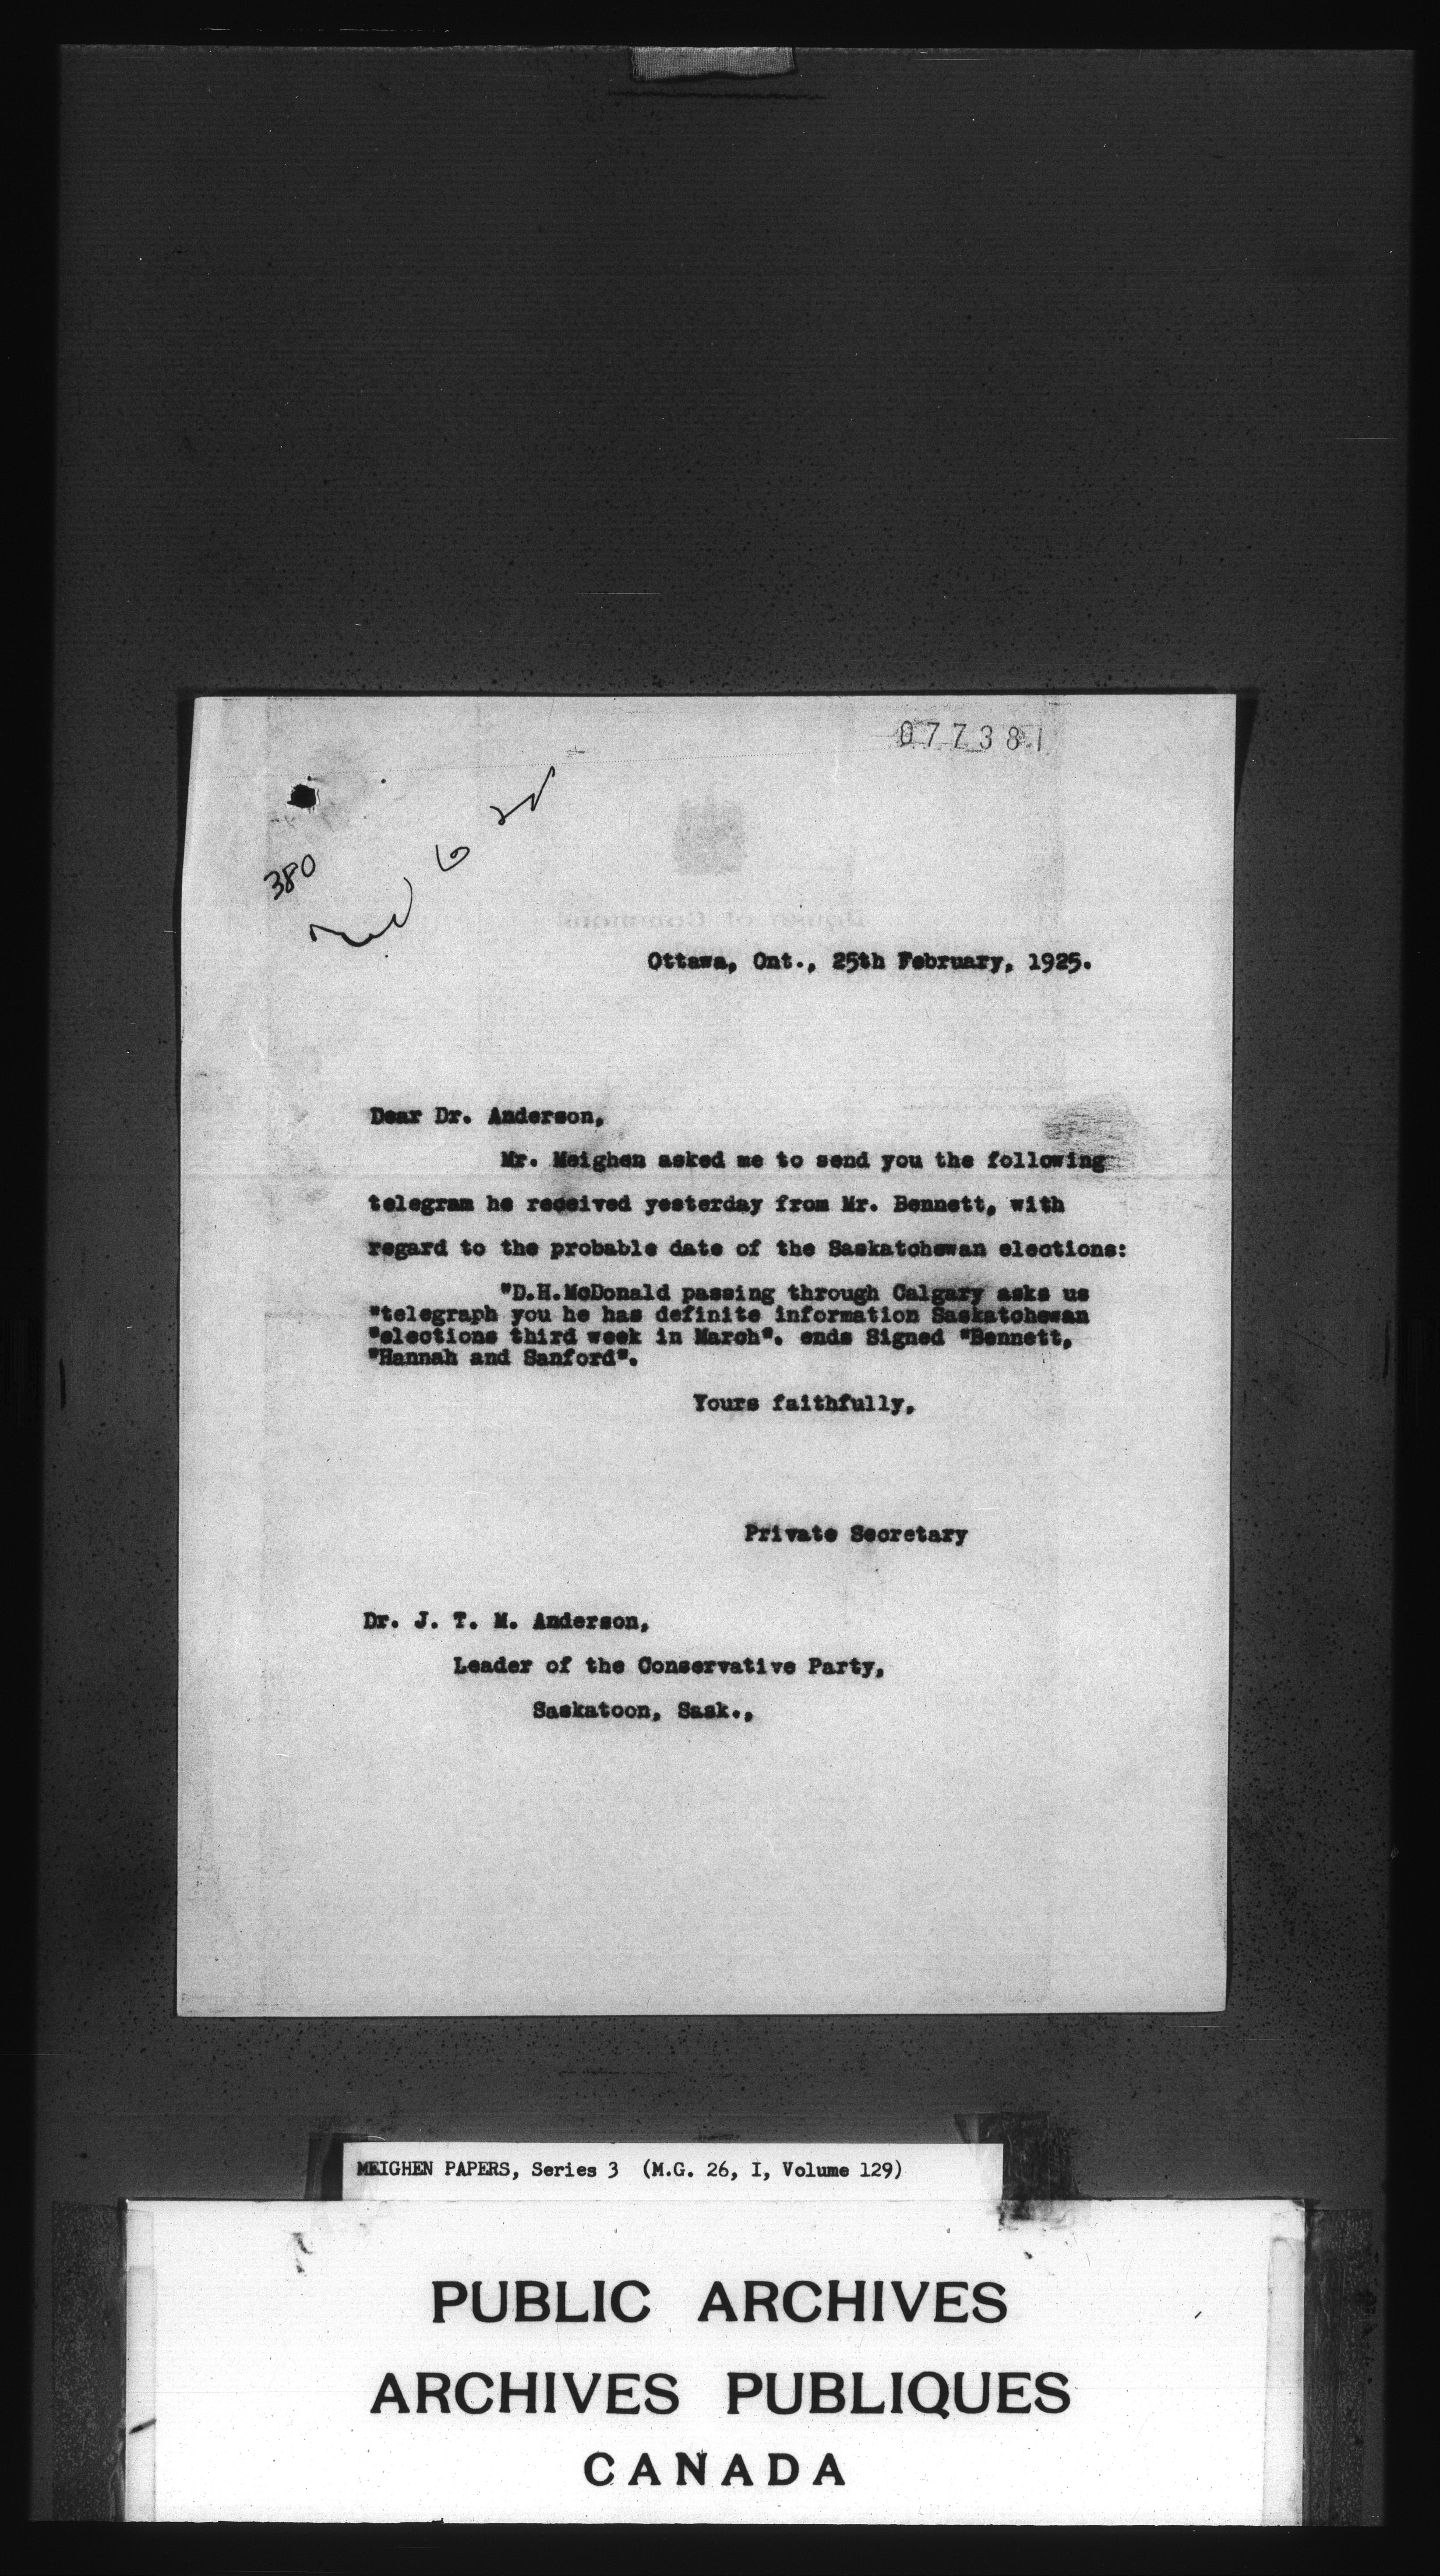 077381
380
Ottawa, Ont., 25th February, 1925.
Dear Dr. Anderson,
Mr. Meighen asked me to send you the following
telegram he received yesterday from Mr. Bennett, with
regard to the probable date of the Saskatchewan elections:
"D.H.McDonald passing through Calgary asks us
"telegraph you he has definite information Saskatchewan
"elections third week in March". ends Signed "Bennett,
"Hannah and Sanford".
Yours faithfully,
Private Secretary
Dr. J. T. M. Anderson,
Leader of the Conservative Party,
Saskatoon, Sask.,
MEIGHEN PAPERS, Series 3 (M.G. 26, I, Volume 129)
PUBLIC ARCHIVES
ARCHIVES PUBLIQUES
CANADA